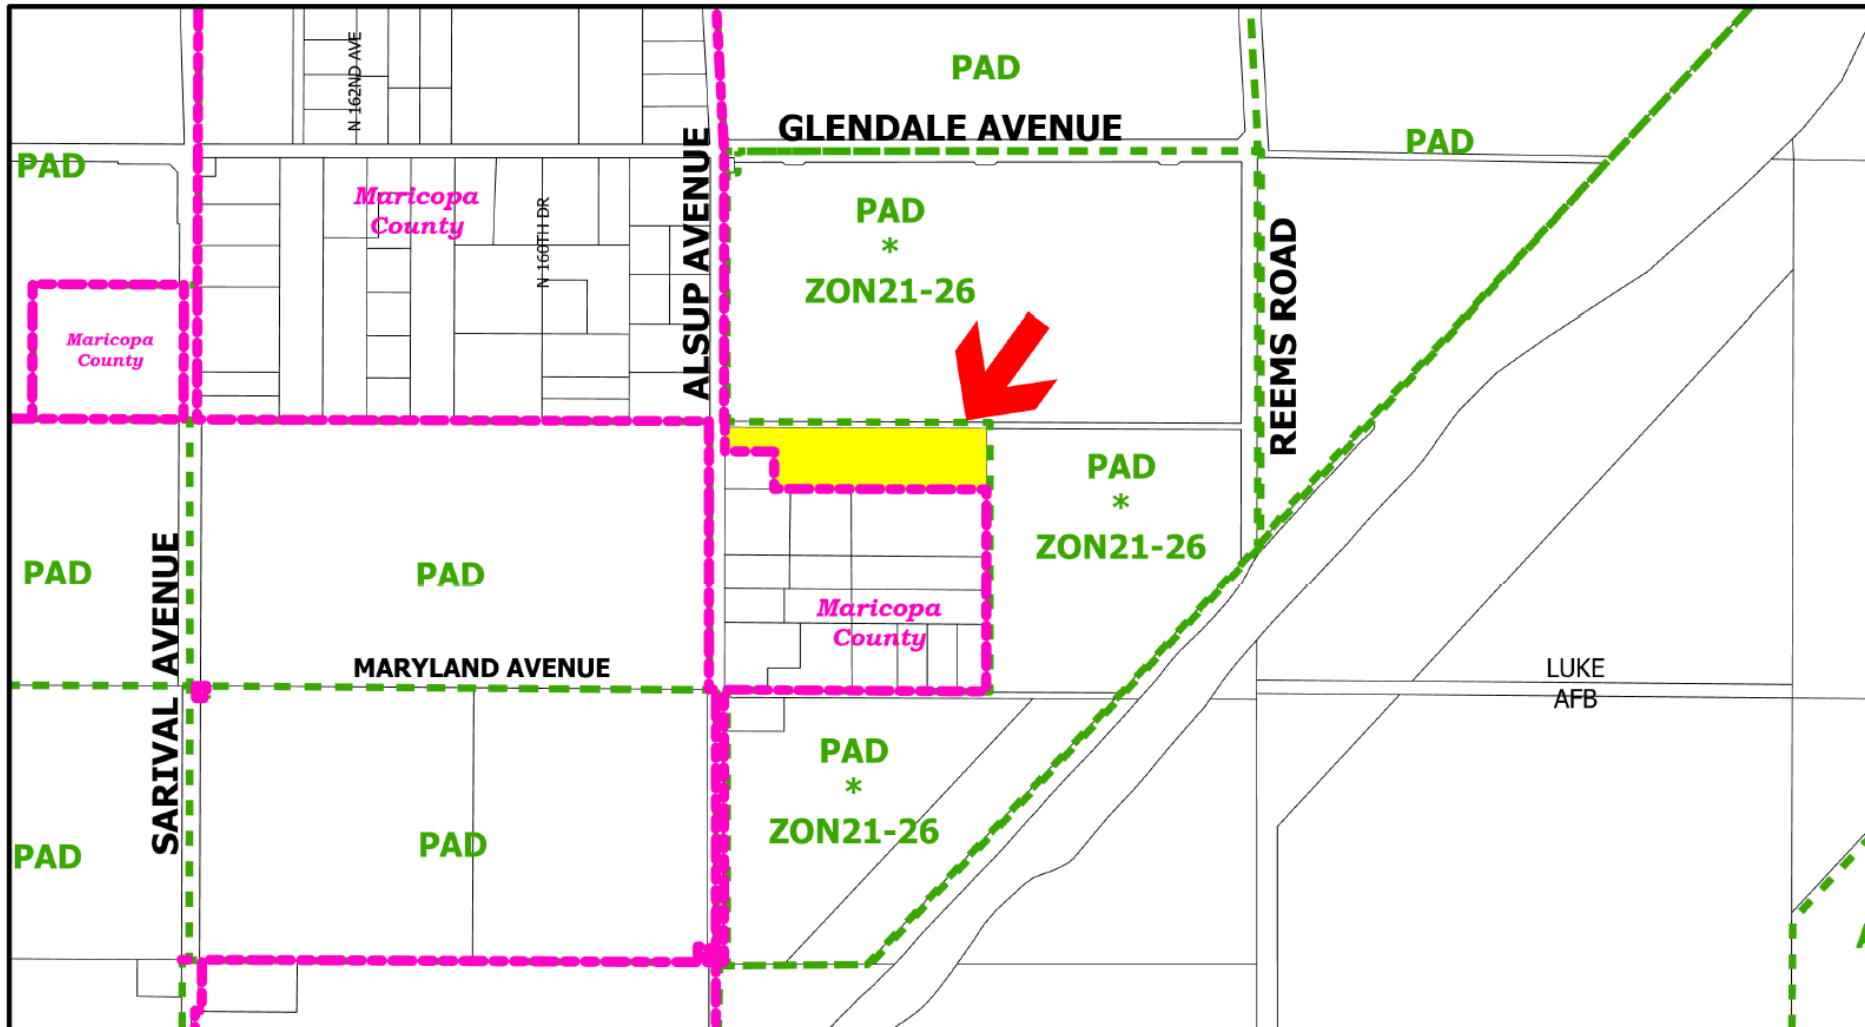 N 162ND AVE
PAD
GLENDALE AVENUE
PAD
PAD
Maricopa
County
N 160TH DR
ALSUP AVENUE
PAD
*
ZON21-26
REEMS ROAD
Maricopa
County
PAD
*
ZON21-26
PAD
PAD
SARIVAL AVENUE
Maricopa
County
MARYLAND AVENUE
LUKE
AFB
PAD
*
ZON21-26
PAD
PAD